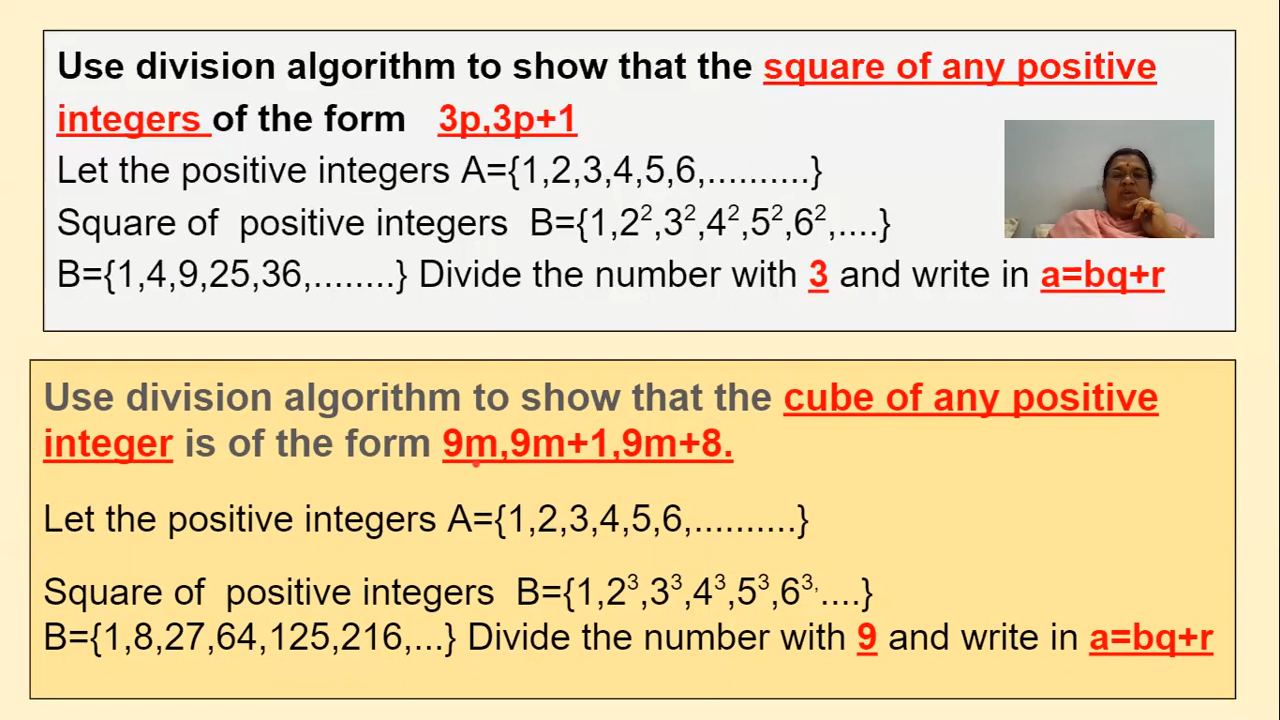 Use division algorithm to show that the square of any positive
integers of the form 3p,3p+1
Let the positive integers A={1,2,3,4,5,6,..........}
Square of positive integers B={1,2²,3²,4²,5²,6²,....}
B={1,4,9,25,36,........} Divide the number with 3 and write in a=bq+r
Use division algorithm to show that the cube of any positive
integer is of the form 9m,9m+1,9m+8.
Let the positive integers A={1,2,3,4,5,6,..........}
Square of positive integers B={1,2³,3³,4³,5³,6³,....}
B={1,8,27,64,125,216,...} Divide the number with 9 and write in a=bq+r